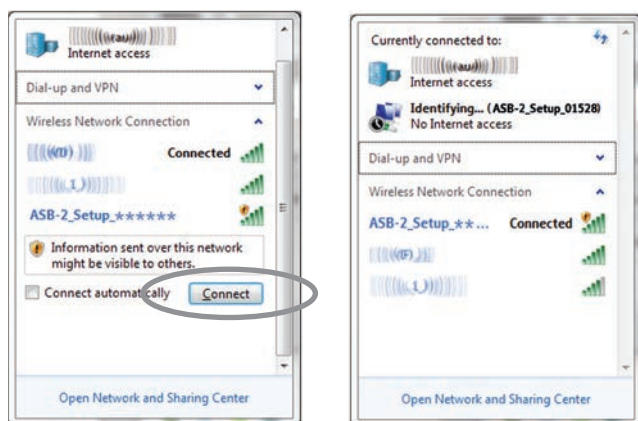 Internet access
Dial-up and VPN
Wireless Network Connection
Connected
ASB-2_Setup_******
Information sent over this network
might be visible to others.
Connect automatically
Connect
Open Network and Sharing Center
Currently connected to:
Internet access
Identifying... (ASB-2_Setup_01528)
No Internet access
Dial-up and VPN
Wireless Network Connection
ASB-2_Setup_**... Connected
Open Network and Sharing Center